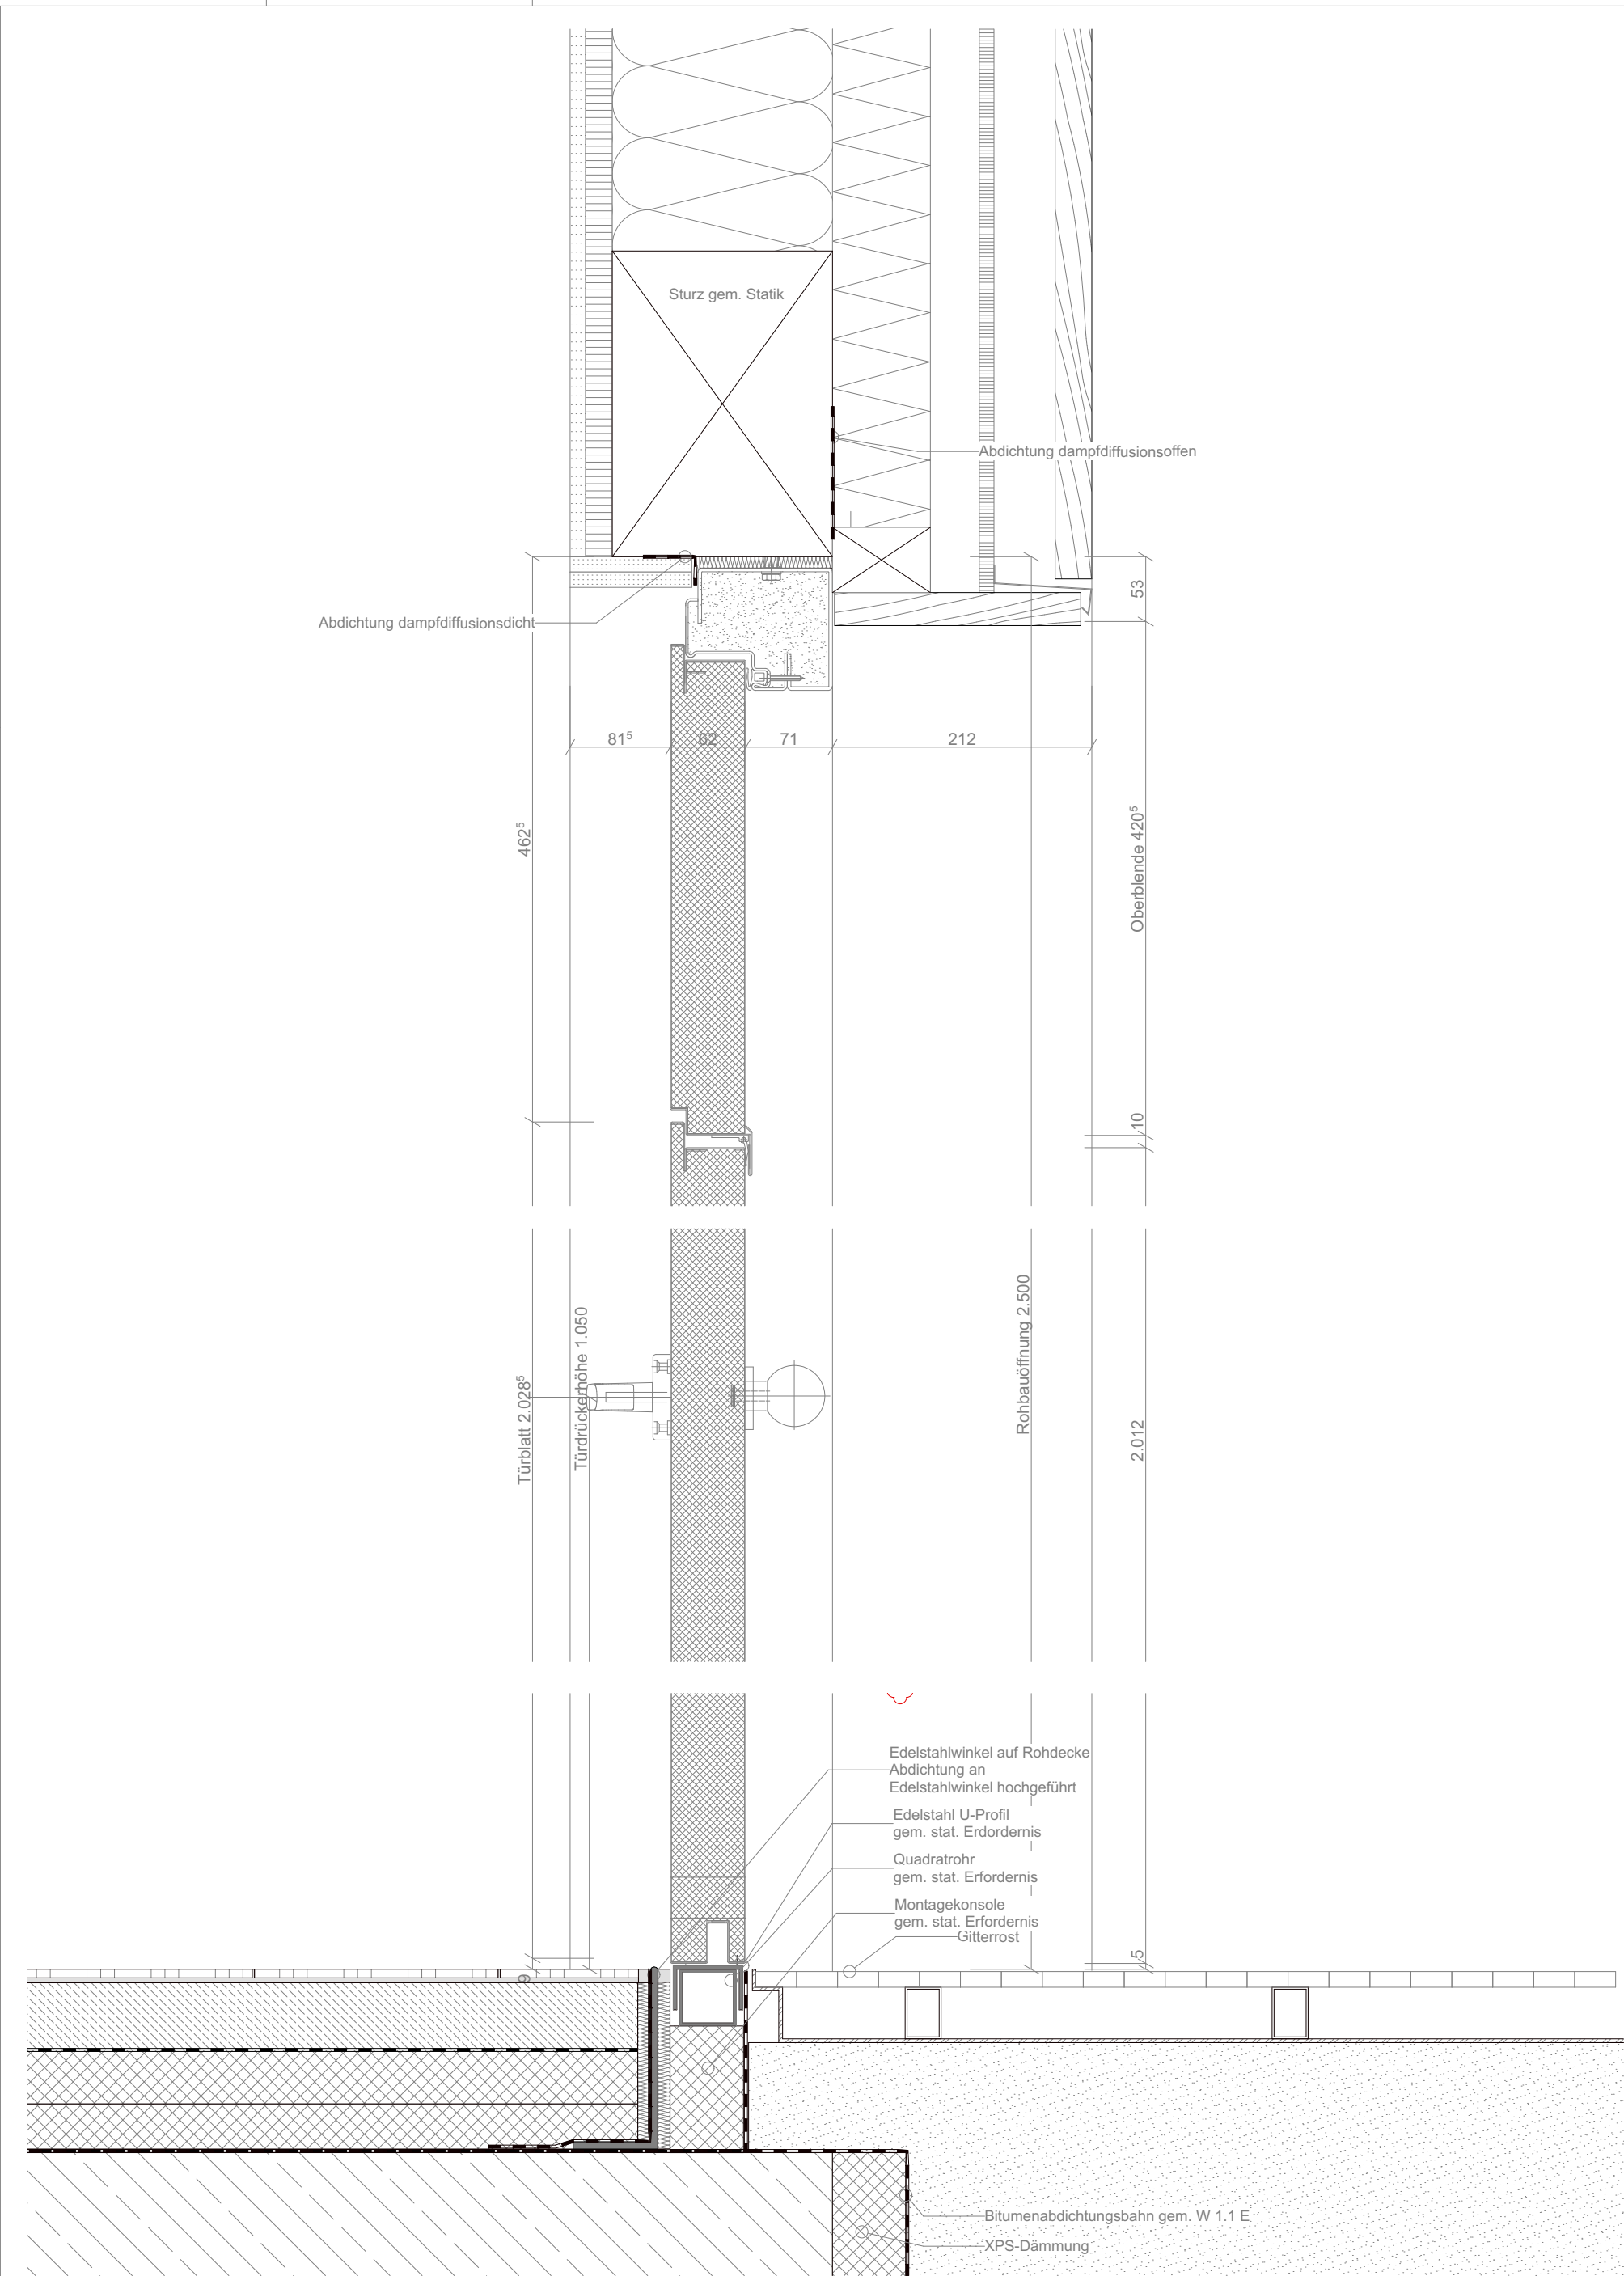 Sturz gem. Statik
Abdichtung dampfdiffusionsoffen
53
Abdichtung dampfdiffusionsdicht
81⁵
62
71
212
462⁵
Oberblende 420⁵
10
Türblatt 2.028⁵
Türdrückerhöhe 1.050
Rohbauöffnung 2.500
2.012
Edelstahlwinkel auf Rohdecke
Abdichtung an
Edelstahlwinkel hochgeführt
Edelstahl U-Profil
gem. stat. Erdordernis
Quadratrohr
gem. stat. Erfordernis
Montagekonsole
gem. stat. Erfordernis
Gitterrost
5
9
Bitumenabdichtungsbahn gem. W 1.1 E
XPS-Dämmung